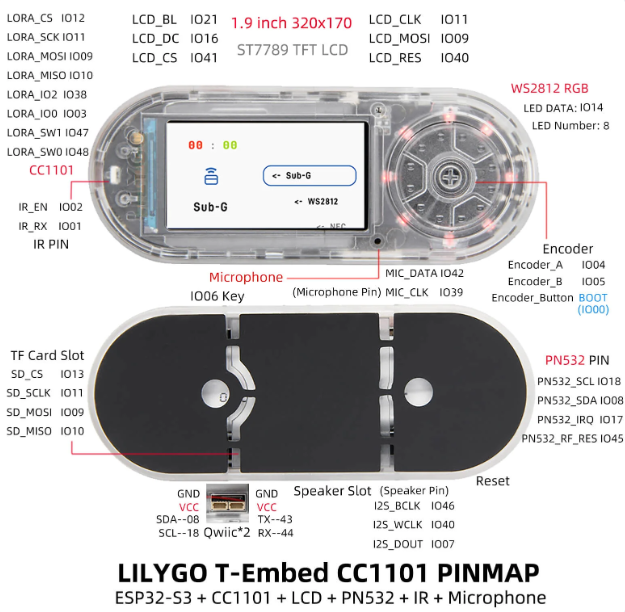 LORA_CS IO12
LORA_SCK IO11
LORA_MOSI IO09
LORA_MISO IO10
LORA_IO2 IO38
LORA_IO0 IO03
LORA_SW1 IO47
LORA_SW0 IO48
CC1101
IR_EN IO02
IR_RX IO01
IR PIN
LCD_BL IO21
LCD_DC IO16
LCD_CS IO41
1.9 inch 320x170
ST7789 TFT LCD
LCD_CLK IO11
LCD_MOSI IO09
LCD_RES IO40
WS2812 RGB
LED DATA: IO14
LED Number: 8
00 : 00
Sub-G
<- Sub-G
<- WS2812
<- NFC
Encoder
Encoder_A IO04
Encoder_B IO05
Encoder_Button BOOT
(IO00)
Microphone
MIC_DATA IO42
(Microphone Pin) MIC_CLK IO39
IO06 Key
TF Card Slot
SD_CS IO13
SD_SCLK IO11
SD_MOSI IO09
SD_MISO IO10
PN532 PIN
PN532_SCL IO18
PN532_SDA IO08
PN532_IRQ IO17
PN532_RF_RES IO45
Reset
GND
VCC
SDA--08
SCL--18
Qwiic*2
GND
VCC
TX--43
RX--44
Speaker Slot (Speaker Pin)
I2S_BCLK IO46
I2S_WCLK IO40
I2S_DOUT IO07
LILYGO T-Embed CC1101 PINMAP
ESP32-S3 + CC1101 + LCD + PN532 + IR + Microphone